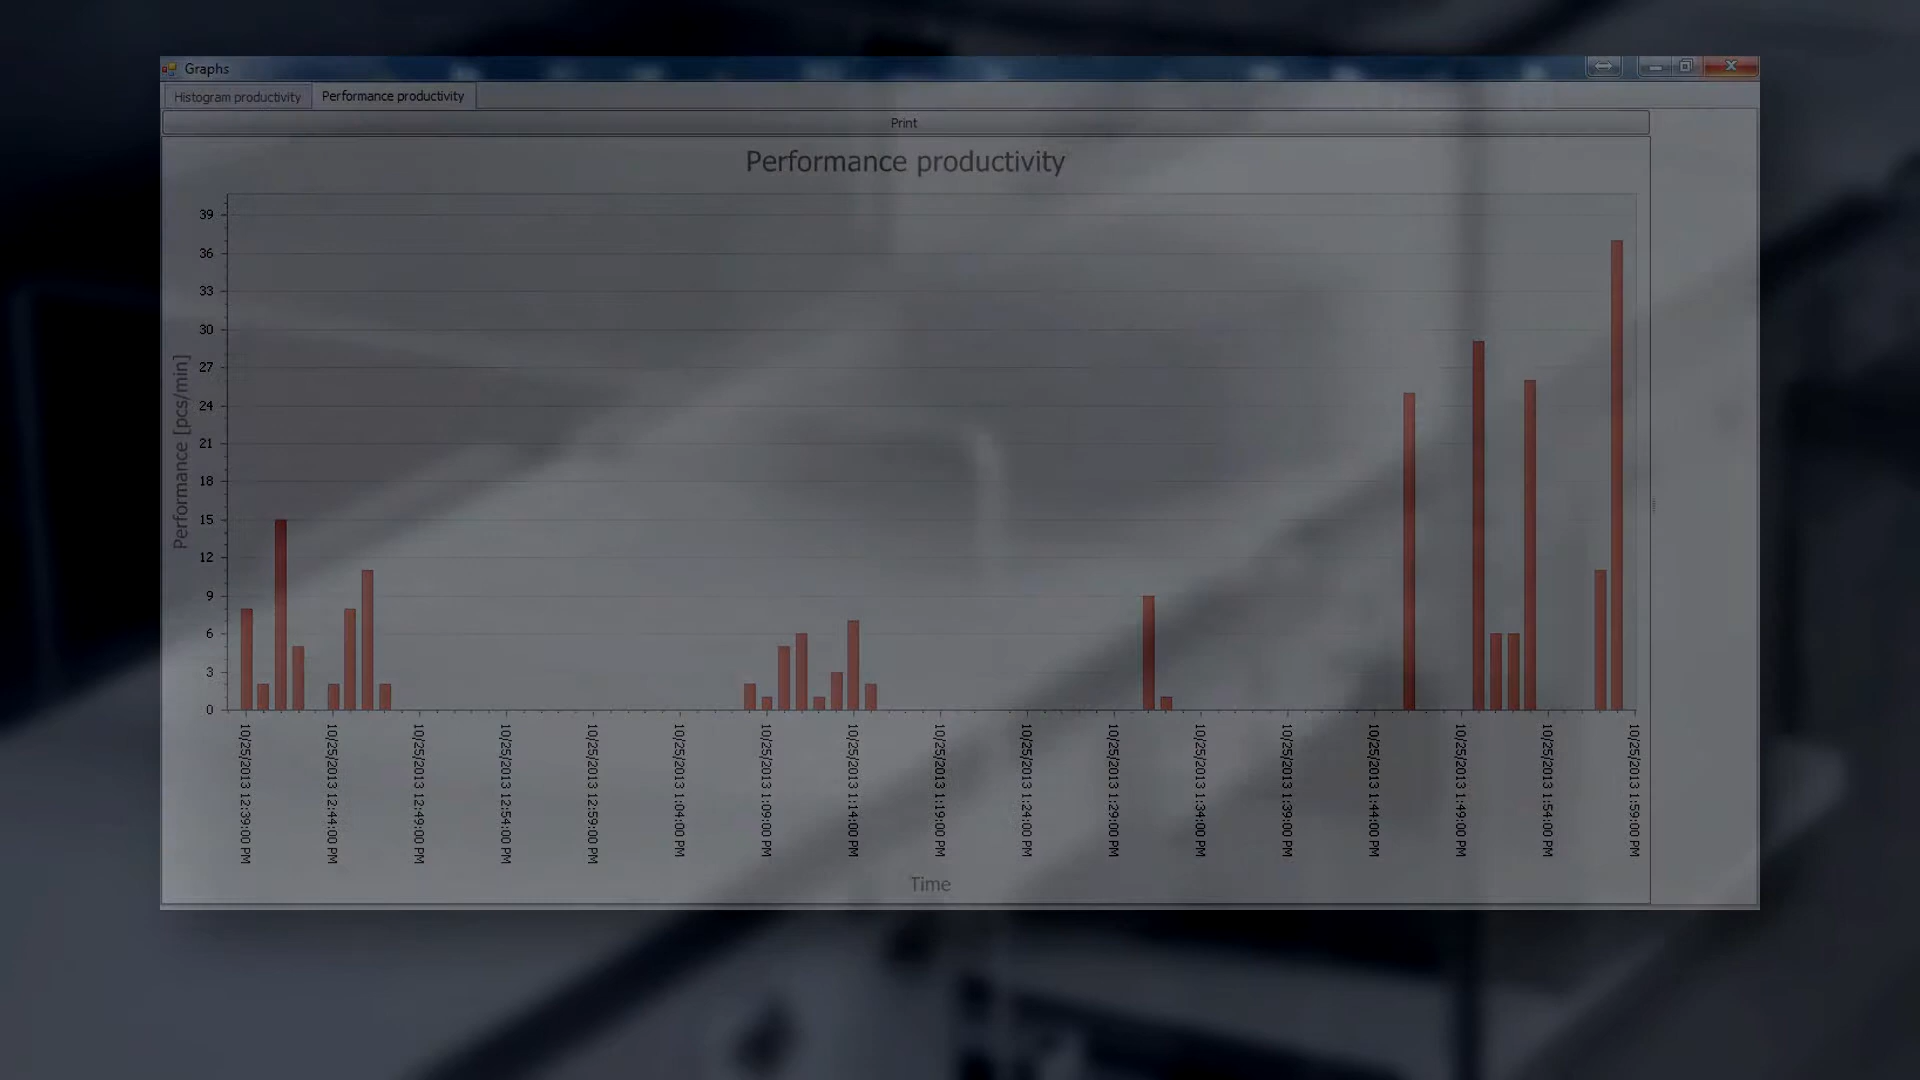 Graphs
Histogram productivity
Performance productivity
Print
Performance productivity
Performance [pcs/min]
39
36
33
30
27
24
21
18
15
12
9
6
3
0
10/25/2013 12:39:00 PM
10/25/2013 12:44:00 PM
10/25/2013 12:49:00 PM
10/25/2013 12:54:00 PM
10/25/2013 12:59:00 PM
10/25/2013 1:04:00 PM
10/25/2013 1:09:00 PM
10/25/2013 1:14:00 PM
10/25/2013 1:19:00 PM
10/25/2013 1:24:00 PM
10/25/2013 1:29:00 PM
10/25/2013 1:34:00 PM
10/25/2013 1:39:00 PM
10/25/2013 1:44:00 PM
10/25/2013 1:49:00 PM
10/25/2013 1:54:00 PM
10/25/2013 1:59:00 PM
Time